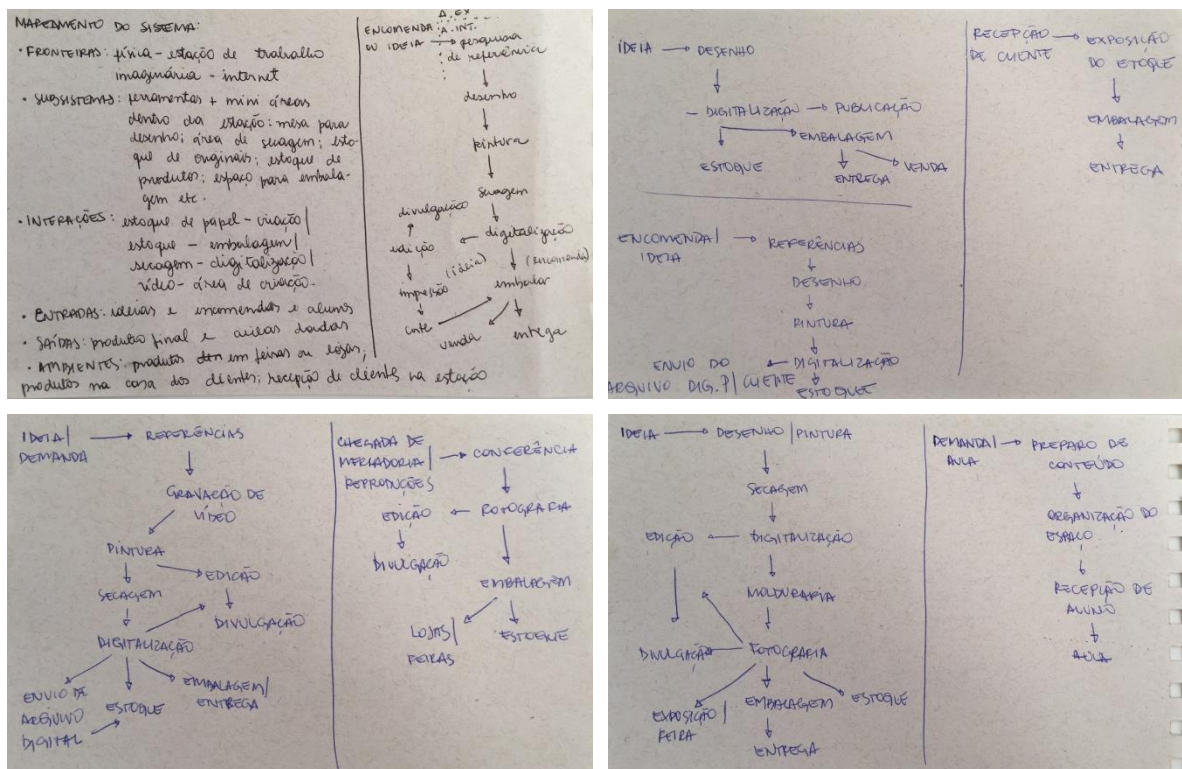 MAPEAMENTO DO SISTEMA:
• FRONTEIRAS: física - estação de trabalho
imaginária - internet
• SUBSISTEMAS: ferramentas + mini áreas
dentro da estação: mesa para
desenho; área de secagem; esto-
que de originais; estoque de
produtos; espaço para embala-
gem etc.
• INTERAÇÕES: estoque de papel - criação/
estoque - embalagem/
secagem - digitalização/
vídeo - área de criação.
• ENTRADAS: ideias e encomendas e alunos
• SAÍDAS: produto final e aulas dadas
• AMBIENTES: produtos em feiras ou lojas;
produtos na casa dos clientes; recepção de clientes na estação
A. EX
ENCOMENDA A. INT.
OU IDEIA → pesquisa
de referência
desenho
pintura
secagem
divulgação
digitalização
edição
(ideia) (encomenda)
impressão
embalar
corte
venda
entrega
IDEIA → DESENHO
- DIGITALIZAÇÃO → PUBLICAÇÃO
EMBALAGEM
ESTOQUE
ENTREGA
VENDA
ENCOMENDA/ → REFERÊNCIAS
IDEIA
DESENHO
PINTURA
ENVIO DO ← DIGITALIZAÇÃO
ARQUIVO DIG. P/ CLIENTE
ESTOQUE
RECEPÇÃO → EXPOSIÇÃO
DE CLIENTE DO ETOQUE
EMBALAGEM
ENTREGA
IDEIA/ → REFERÊNCIAS
DEMANDA
GRAVAÇÃO DE
VÍDEO
PINTURA
EDIÇÃO
SECAGEM
DIVULGAÇÃO
DIGITALIZAÇÃO
ENVIO DE
ARQUIVO
DIGITAL
ESTOQUE
EMBALAGEM/
ENTREGA
CHEGADA DE
MERCADORIA/ → CONFERÊNCIA
REPRODUÇÕES
EDIÇÃO ← FOTOGRAFIA
DIVULGAÇÃO
EMBALAGEM
LOJAS/
FEIRAS
ESTOQUE
IDEIA → DESENHO/PINTURA
SECAGEM
EDIÇÃO ← DIGITALIZAÇÃO
MOLDURARIA
DIVULGAÇÃO FOTOGRAFIA
EXPOSIÇÃO/
FEIRA
EMBALAGEM
ESTOQUE
ENTREGA
DEMANDA/ → PREPARO DE
AULA CONTEÚDO
ORGANIZAÇÃO DO
ESPAÇO
RECEPÇÃO DE
ALUNO
AULA